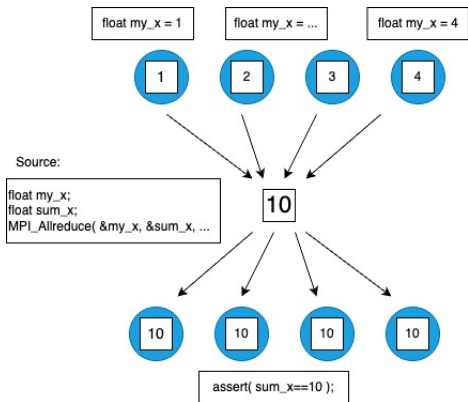 float my_x = 1
float my_x = ...
float my_x = 4
1
2
3
4
Source:
float my_x;
float sum_x;
MPI_Allreduce( &my_x, &sum_x, ...
10
10
10
10
10
assert( sum_x==10 );